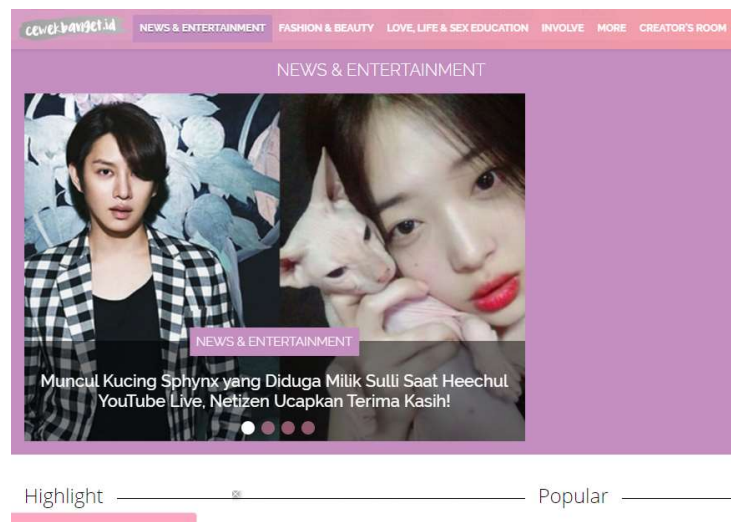 cewekbanget.id NEWS & ENTERTAINMENT FASHION & BEAUTY LOVE, LIFE & SEX EDUCATION INVOLVE MORE CREATOR'S ROOM
NEWS & ENTERTAINMENT
NEWS & ENTERTAINMENT
Muncul Kucing Sphynx yang Diduga Milik Sulli Saat Heechul
YouTube Live, Netizen Ucapkan Terima Kasih!
Highlight
Popular